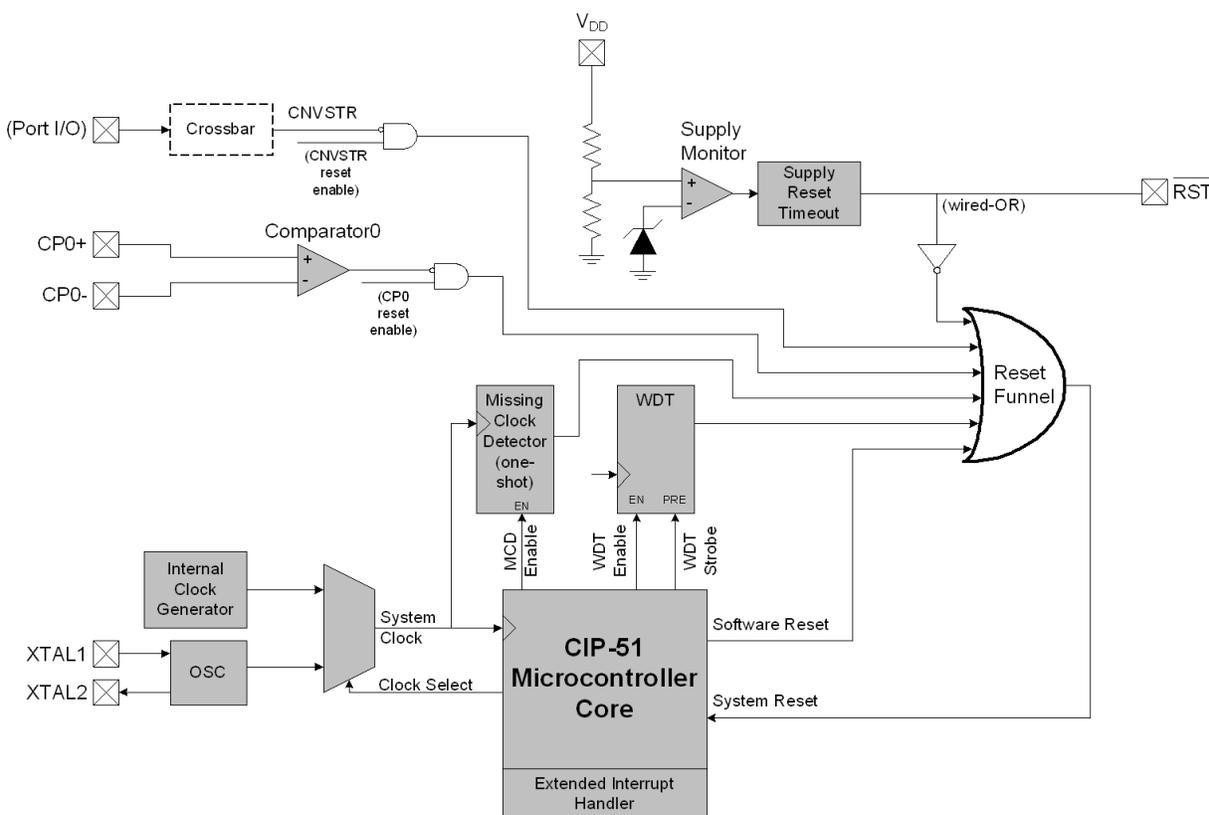 VDD
(Port I/O)
Crossbar
CNVSTR
(CNVSTR
reset
enable)
Supply
Monitor
+
-
Supply
Reset
Timeout
(wired-OR)
RST
CP0+
CP0-
Comparator0
+
-
(CP0
reset
enable)
Reset
Funnel
Missing
Clock
Detector
(one-
shot)
EN
WDT
EN
PRE
MCD
Enable
WDT
Enable
WDT
Strobe
Internal
Clock
Generator
System
Clock
XTAL1
XTAL2
OSC
Clock Select
CIP-51
Microcontroller
Core
Software Reset
System Reset
Extended Interrupt
Handler